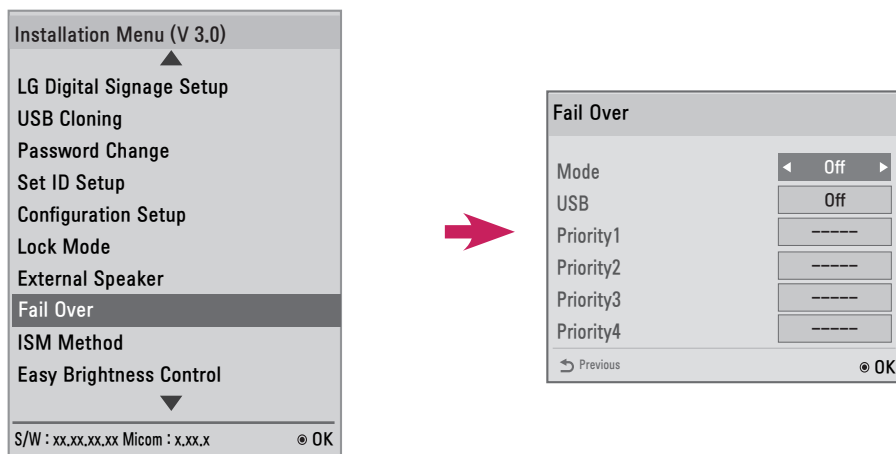 Installation Menu (V 3.0)
LG Digital Signage Setup
USB Cloning
Password Change
Set ID Setup
Configuration Setup
Lock Mode
External Speaker
Fail Over
ISM Method
Easy Brightness Control
S/W : xx.xx.xx.xx Micom : x.xx.x ◉ OK
Fail Over
Mode ◀ Off ▶
USB Off
Priority1 -----
Priority2 -----
Priority3 -----
Priority4 -----
Previous ◉ OK